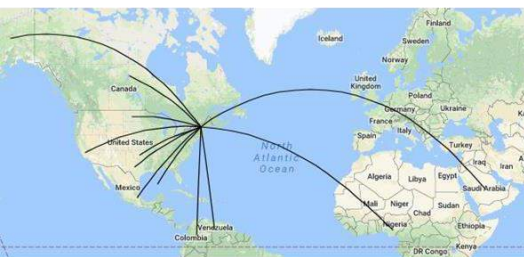 Finland
Iceland
Sweden
Norway
Canada
United
Kingdom
Poland
Germany
Ukraine
France
Italy
Spain
Turkey
United States
North
Atlantic
Ocean
Iraq
Iran
Algeria
Libya
Egypt
Saudi Arabia
Mexico
Mali
Niger
Chad
Sudan
Nigeria
Ethiopia
Venezuela
Colombia
DR Congo
Kenya